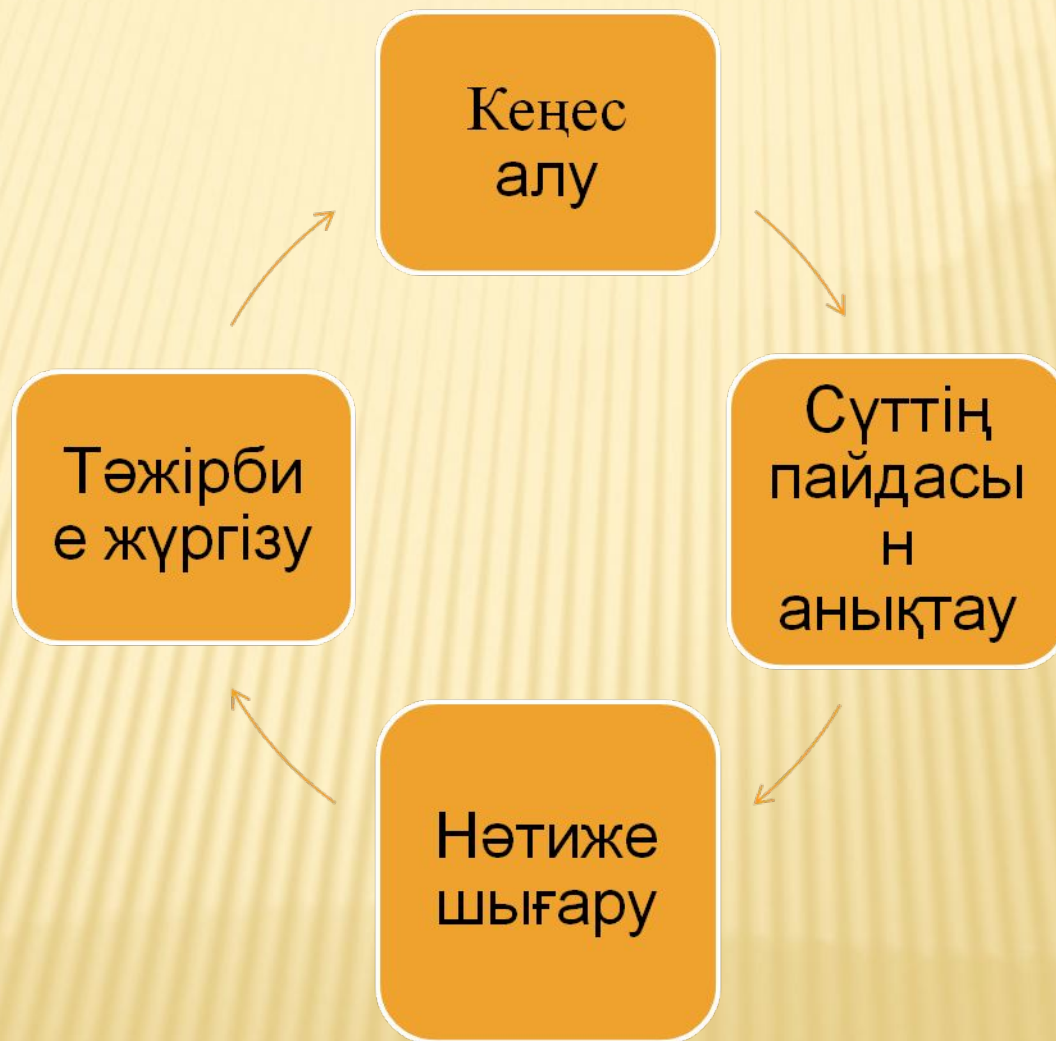 Кеңес
алу
Сүттің
пайдасы
н
анықтау
Нәтиже
шығару
Тәжірби
е жүргізу